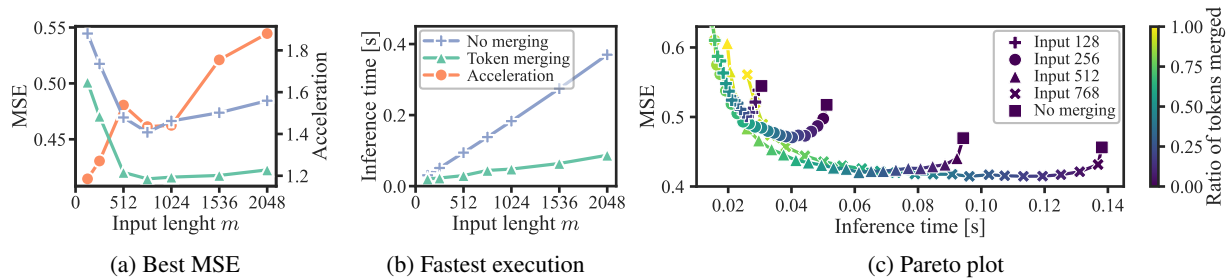 0.55
0.50
0.45
MSE
1.8
1.6
1.4
1.2
Acceleration
0
512
1024
1536
2048
Input lenght m
(a) Best MSE
0.4
0.2
0.0
Inference time [s]
No merging
Token merging
Acceleration
0
512
1024
1536
2048
Input lenght m
(b) Fastest execution
0.6
0.5
0.4
MSE
Input 128
Input 256
Input 512
Input 768
No merging
0.02
0.04
0.06
0.08
0.10
0.12
0.14
Inference time [s]
(c) Pareto plot
1.00
0.75
0.50
0.25
0.00
Ratio of tokens merged